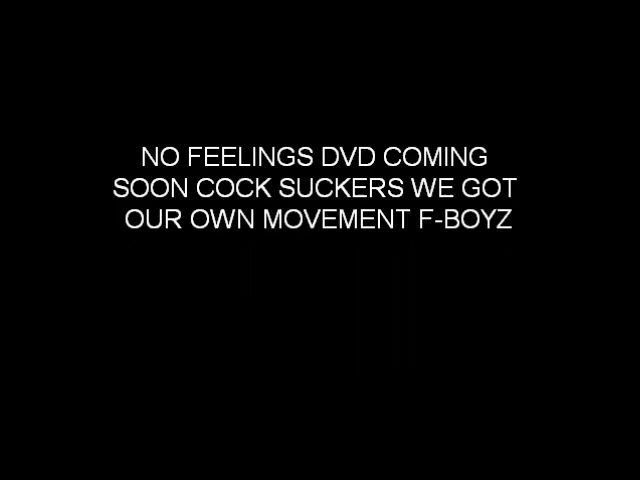 NO FEELINGS DVD COMING
SOON COCK SUCKERS WE GOT
OUR OWN MOVEMENT F-BOYZ